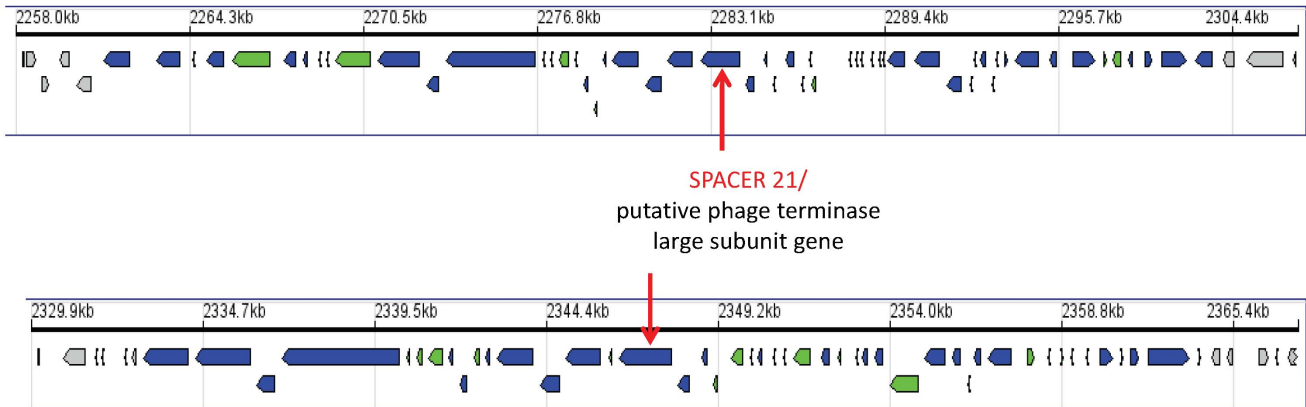 2258.0kb 2264.3kb 2270.5kb 2276.8kb 2283.1kb 2289.4kb 2295.7kb 2304.4kb
SPACER 21/
putative phage terminase
large subunit gene
2329.9kb 2334.7kb 2339.5kb 2344.4kb 2349.2kb 2354.0kb 2358.8kb 2365.4kb